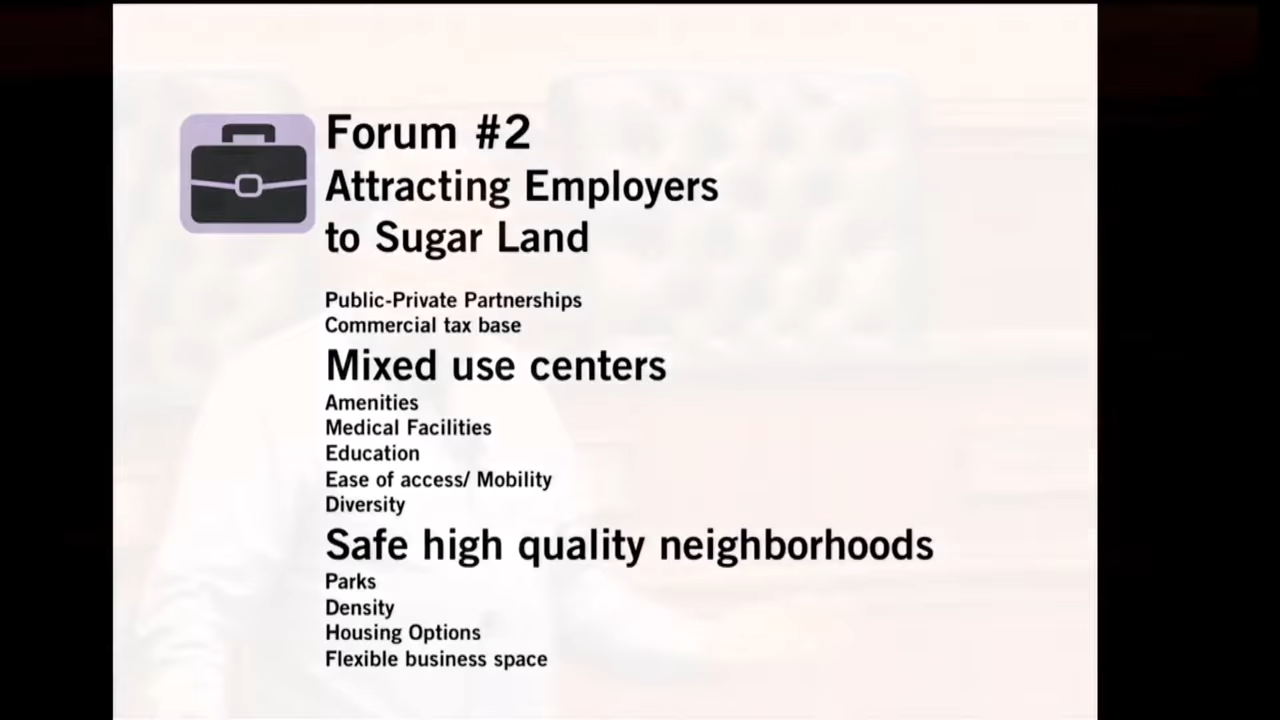 Forum #2
Attracting Employers
to Sugar Land
Public-Private Partnerships
Commercial tax base
Mixed use centers
Amenities
Medical Facilities
Education
Ease of access/ Mobility
Diversity
Safe high quality neighborhoods
Parks
Density
Housing Options
Flexible business space